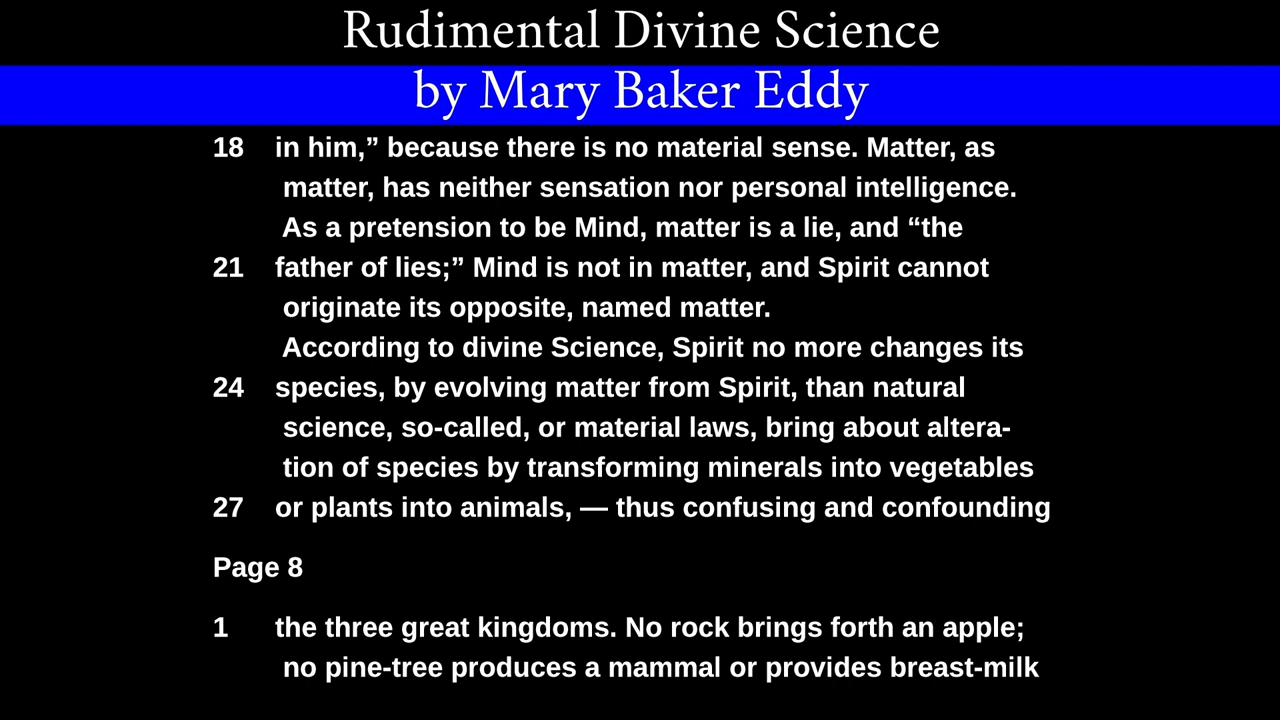 Rudimental Divine Science
by Mary Baker Eddy
18 in him,” because there is no material sense. Matter, as
matter, has neither sensation nor personal intelligence.
As a pretension to be Mind, matter is a lie, and “the
21 father of lies;” Mind is not in matter, and Spirit cannot
originate its opposite, named matter.
According to divine Science, Spirit no more changes its
24 species, by evolving matter from Spirit, than natural
science, so-called, or material laws, bring about altera-
tion of species by transforming minerals into vegetables
27 or plants into animals, — thus confusing and confounding
Page 8
1 the three great kingdoms. No rock brings forth an apple;
no pine-tree produces a mammal or provides breast-milk